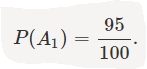 P(A₁) = 95/100.